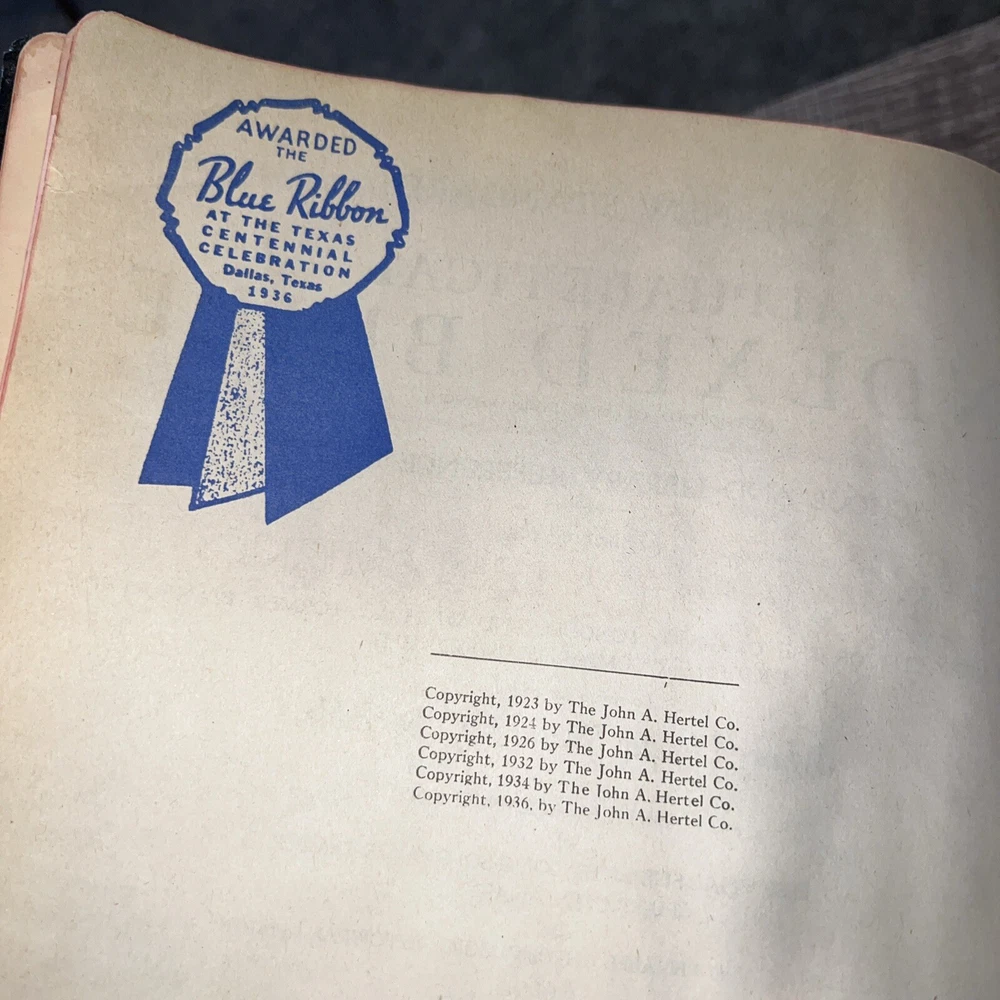 AWARDED
THE
Blue Ribbon
AT THE TEXAS
CENTENNIAL
CELEBRATION
Dallas, Texas
1936
Copyright, 1923 by The John A. Hertel Co.
Copyright, 1924 by The John A. Hertel Co.
Copyright, 1926 by The John A. Hertel Co.
Copyright, 1932 by The John A. Hertel Co.
Copyright, 1934 by The John A. Hertel Co.
Copyright, 1936, by The John A. Hertel Co.